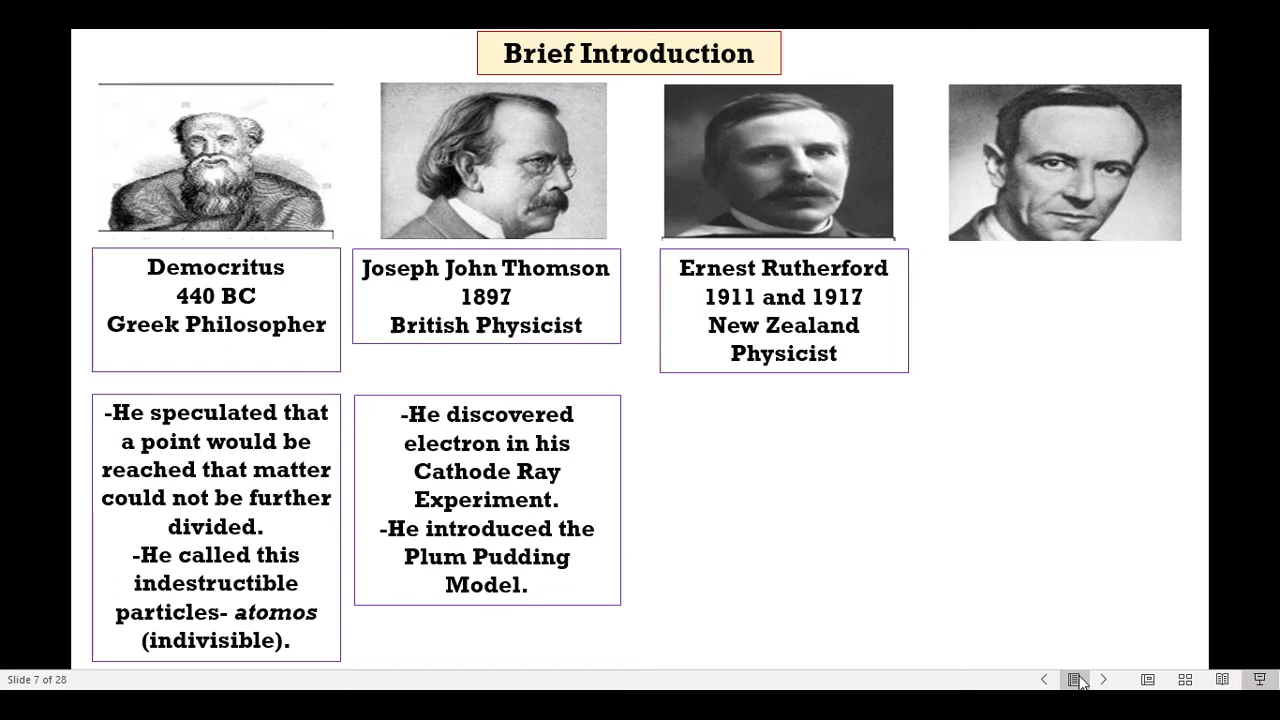 Brief Introduction
Democritus
440 BC
Greek Philosopher
Joseph John Thomson
1897
British Physicist
Ernest Rutherford
1911 and 1917
New Zealand
Physicist
-He speculated that
a point would be
reached that matter
could not be further
divided.
-He called this
indestructible
particles- atomos
(indivisible).
-He discovered
electron in his
Cathode Ray
Experiment.
-He introduced the
Plum Pudding
Model.
Slide 7 of 28